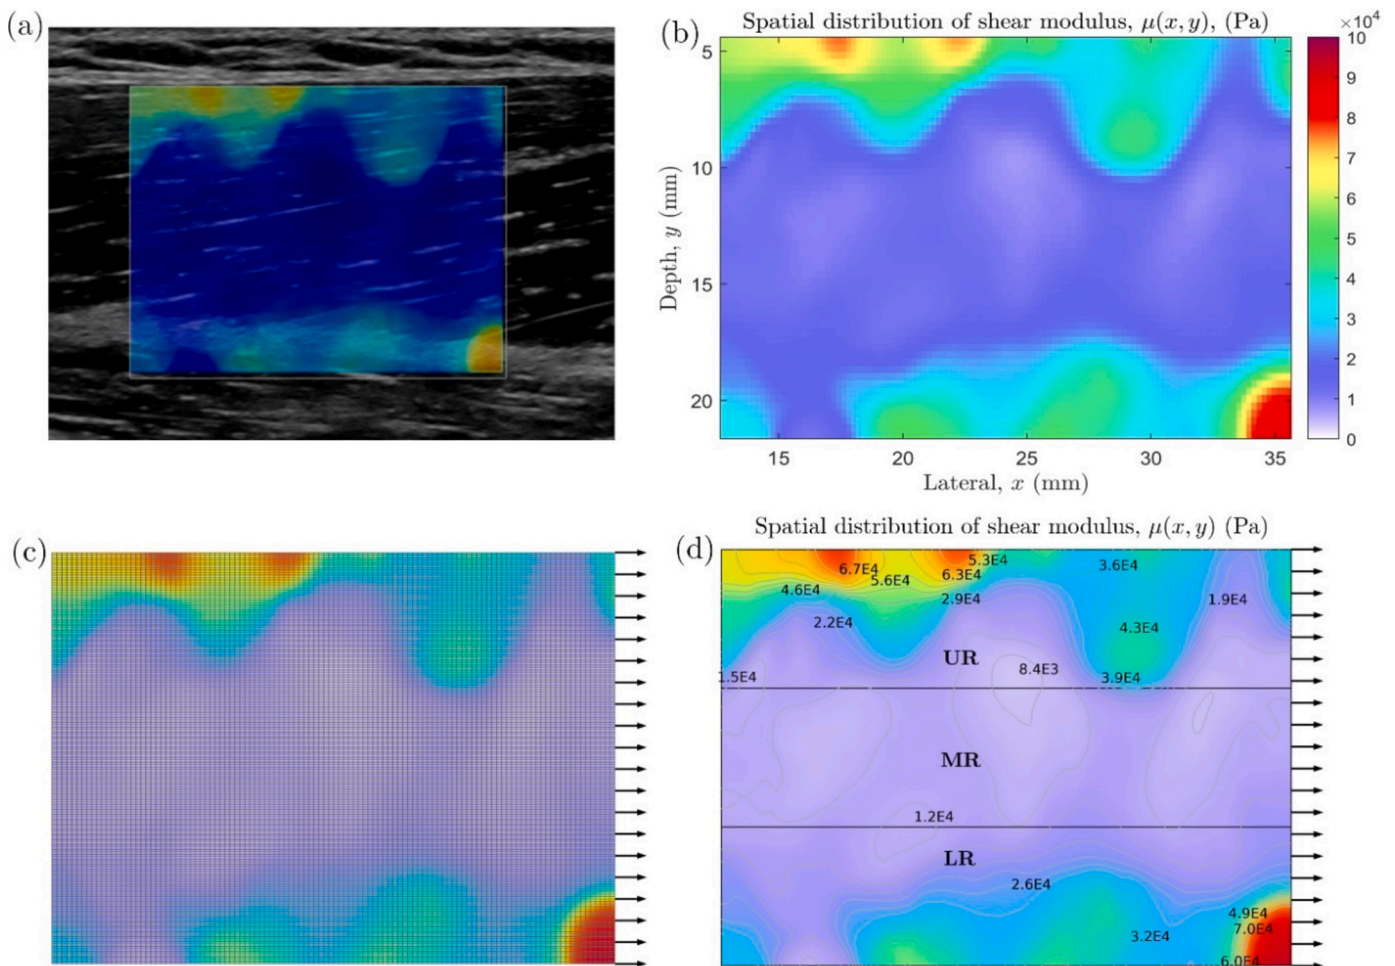 (a)
(b)
Spatial distribution of shear modulus, μ(x, y), (Pa)
×10⁴
5
10
15
20
Depth, y (mm)
15
20
25
30
35
Lateral, x (mm)
10
9
8
7
6
5
4
3
2
1
0
(c)
(d)
Spatial distribution of shear modulus, μ(x, y) (Pa)
6.7E4
5.6E4
6.3E4
5.3E4
3.6E4
4.6E4
2.9E4
1.9E4
2.2E4
4.3E4
UR
8.4E3
1.5E4
3.9E4
MR
1.2E4
LR
2.6E4
4.9E4
7.0E4
3.2E4
6.0E4